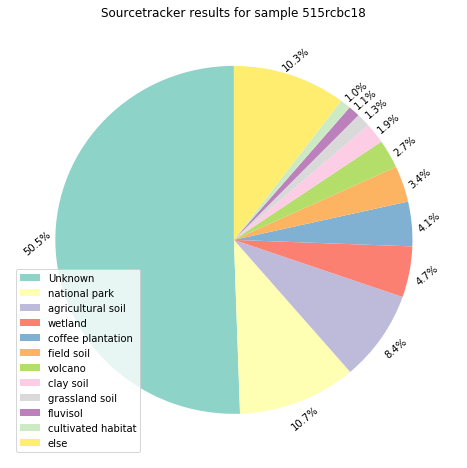 Sourcetracker results for sample 515rcbc18
10.3%
1.0%
1.1%
1.3%
1.9%
2.7%
3.4%
4.1%
4.7%
8.4%
10.7%
50.5%
Unknown
national park
agricultural soil
wetland
coffee plantation
field soil
volcano
clay soil
grassland soil
fluvisol
cultivated habitat
else